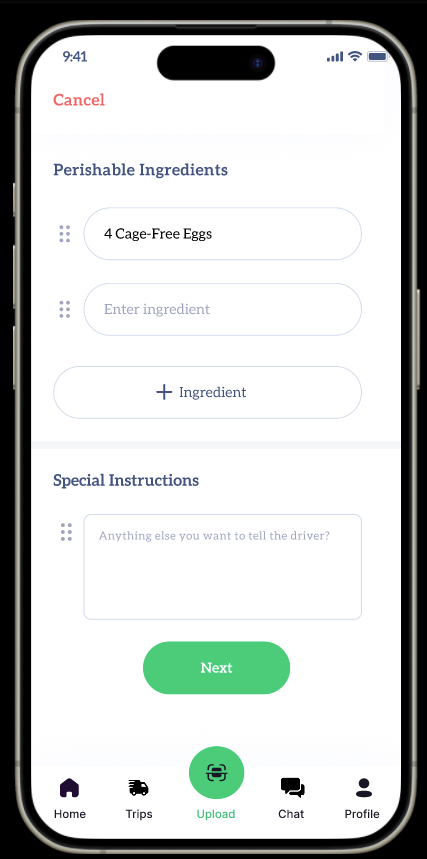 9:41
Cancel
Perishable Ingredients
4 Cage-Free Eggs
Enter ingredient
+ Ingredient
Special Instructions
Anything else you want to tell the driver?
Next
Home Trips Upload Chat Profile